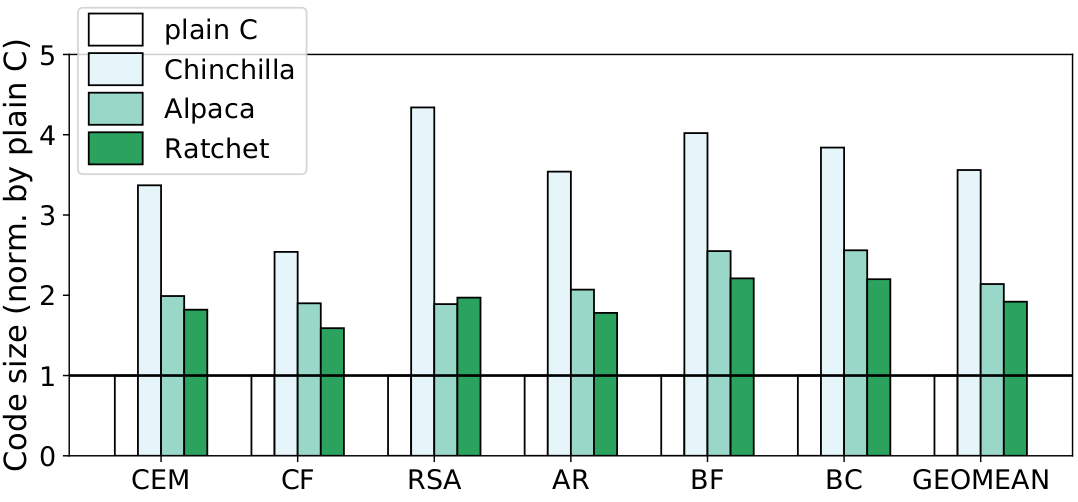 plain C
Chinchilla
Alpaca
Ratchet
Code size (norm. by plain C)
5
4
3
2
1
0
CEM CF RSA AR BF BC GEOMEAN